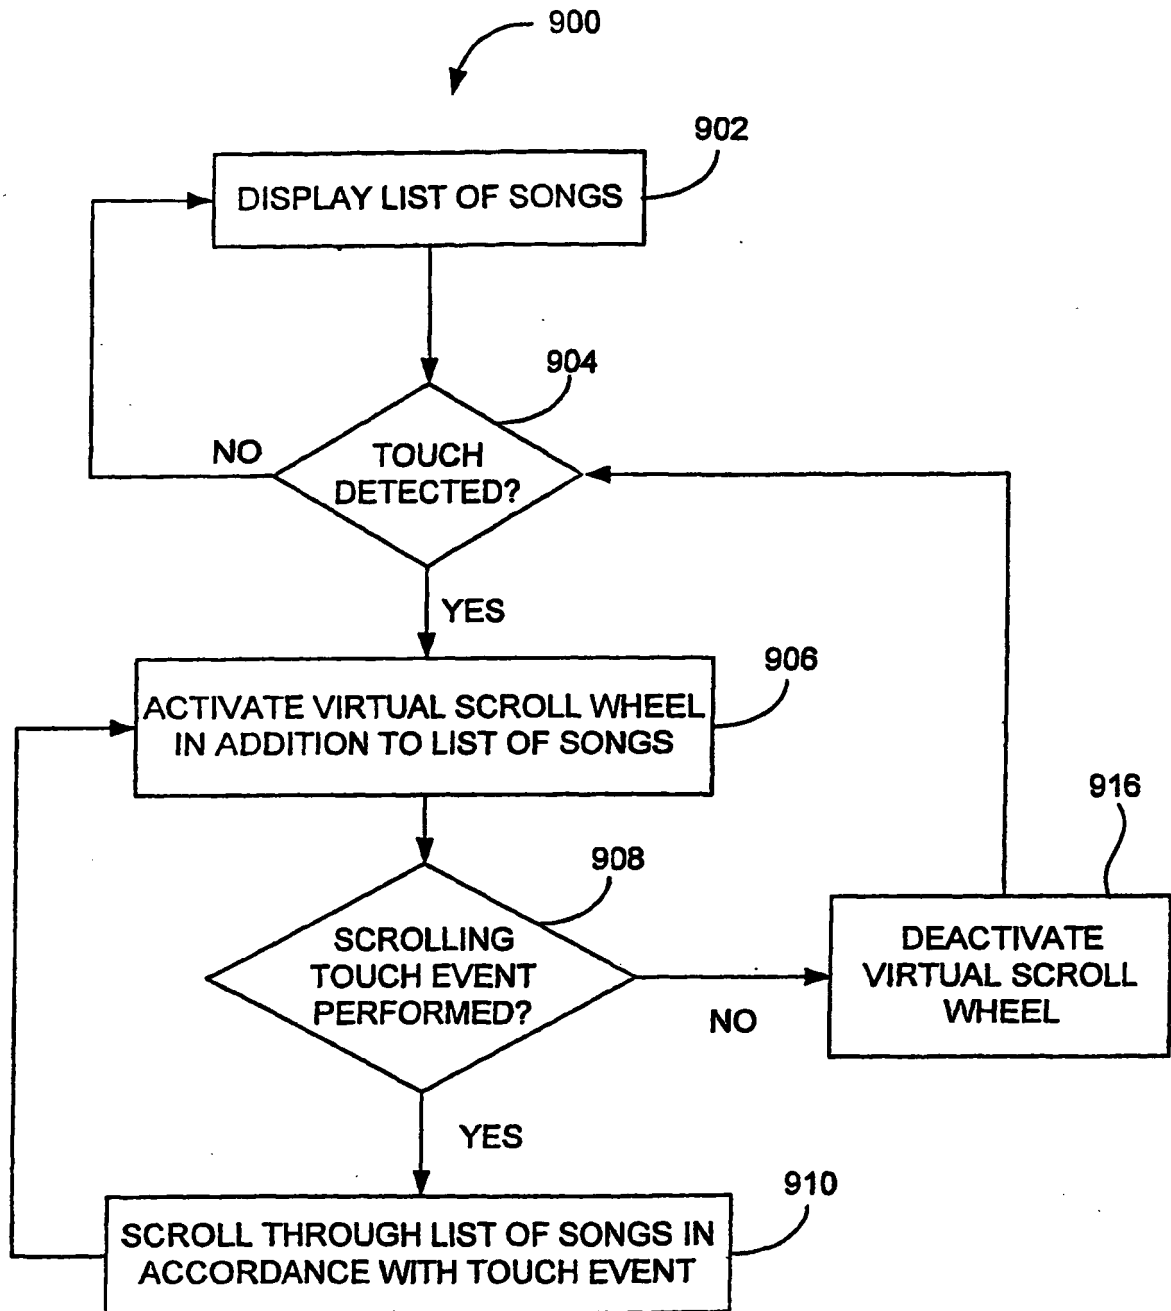 900
902
DISPLAY LIST OF SONGS
904
NO
TOUCH
DETECTED?
YES
906
ACTIVATE VIRTUAL SCROLL WHEEL
IN ADDITION TO LIST OF SONGS
916
908
SCROLLING
TOUCH EVENT
PERFORMED?
NO
DEACTIVATE
VIRTUAL SCROLL
WHEEL
YES
910
SCROLL THROUGH LIST OF SONGS IN
ACCORDANCE WITH TOUCH EVENT